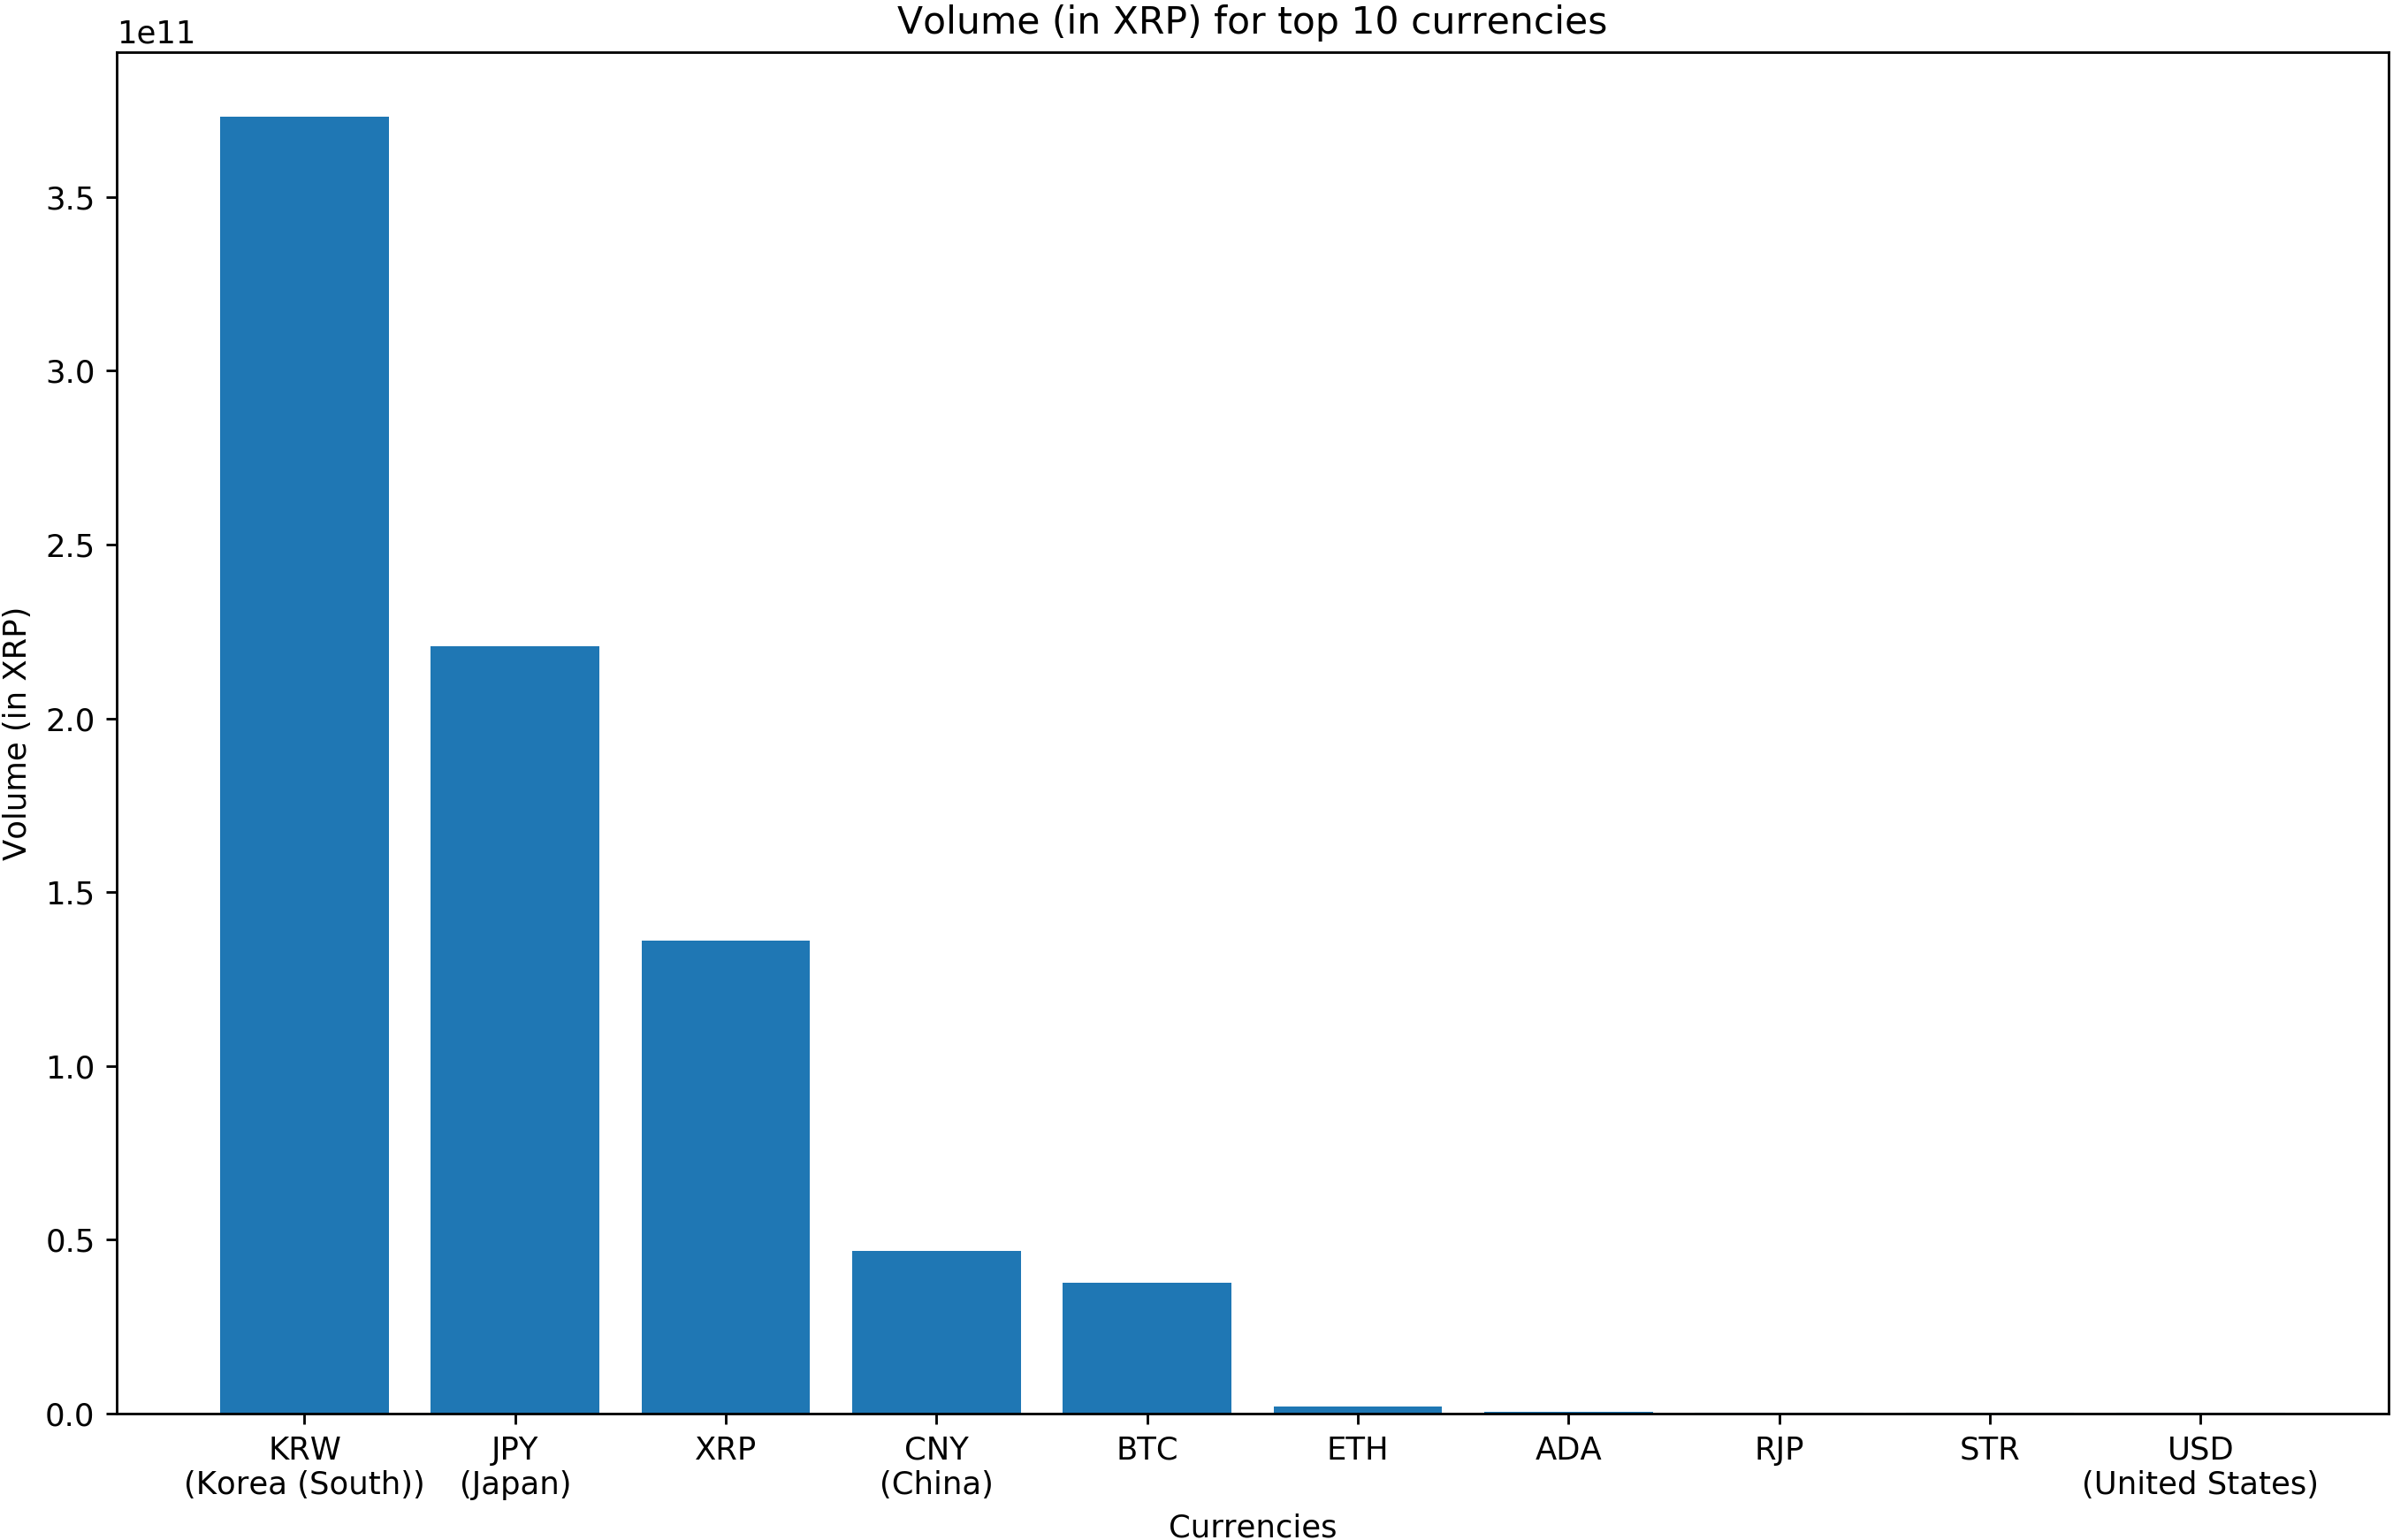 Volume (in XRP) for top 10 currencies
1e11
3.5
3.0
2.5
2.0
1.5
1.0
0.5
0.0
Volume (in XRP)
KRW
(Korea (South))
JPY
(Japan)
XRP
CNY
(China)
BTC
ETH
ADA
RJP
STR
USD
(United States)
Currencies